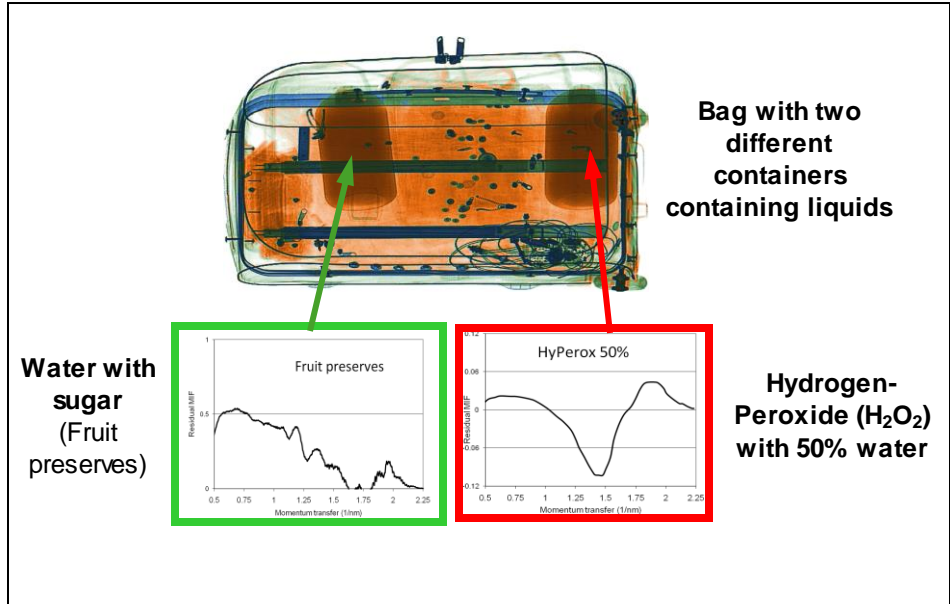 Bag with two
different
containers
containing liquids
Water with
sugar
(Fruit
preserves)
1
Fruit preserves
Residual MIF
0.5
0
0.5 0.75 1 1.25 1.5 1.75 2 2.25
Momentum transfer (1/nm)
0.12
HyPerox 50%
0.06
Residual MIF
0
-0.06
-0.12
0.5 0.75 1 1.25 1.5 1.75 2 2.25
Momentum transfer (1/nm)
Hydrogen-
Peroxide (H₂O₂)
with 50% water